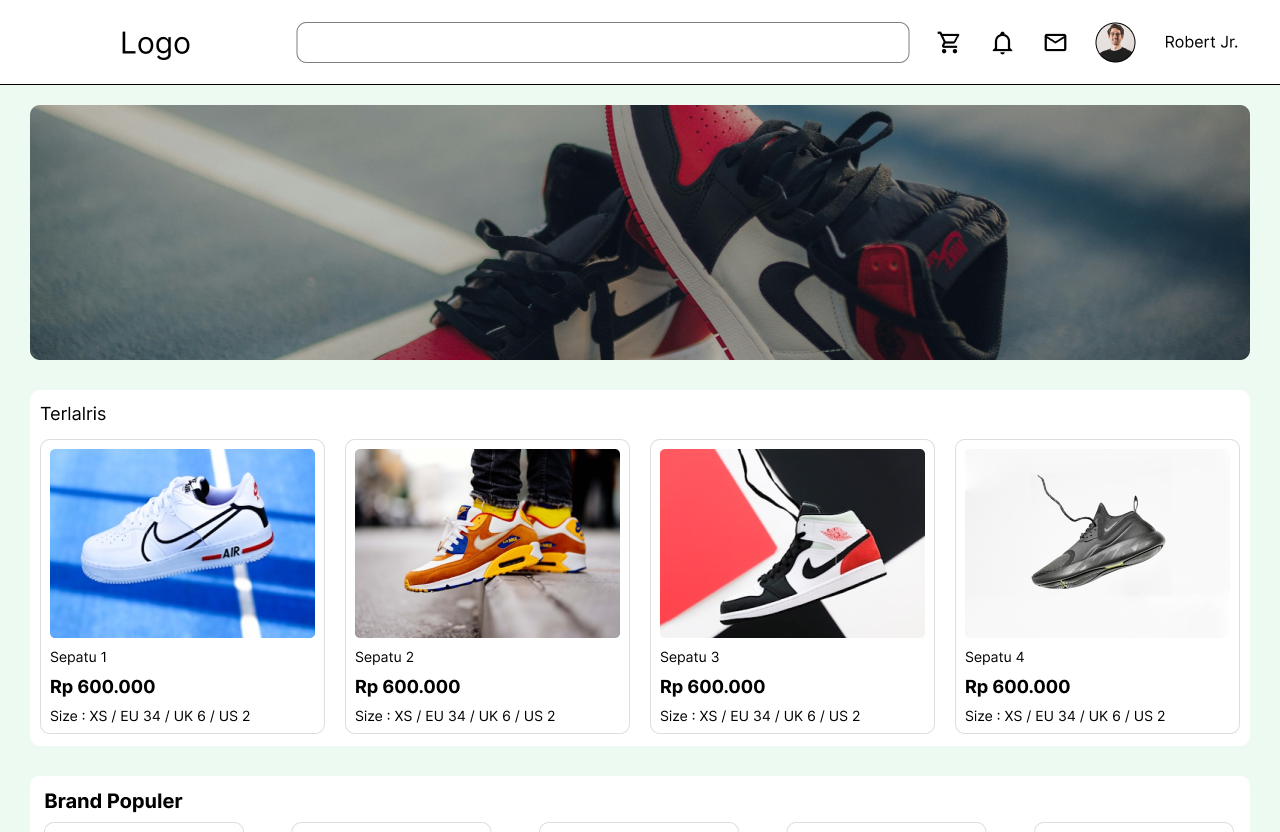 Logo
Robert Jr.
Terlalris
AIR
Sepatu 1
Rp 600.000
Size : XS / EU 34 / UK 6 / US 2
Sepatu 2
Rp 600.000
Size : XS / EU 34 / UK 6 / US 2
Sepatu 3
Rp 600.000
Size : XS / EU 34 / UK 6 / US 2
Sepatu 4
Rp 600.000
Size : XS / EU 34 / UK 6 / US 2
Brand Populer